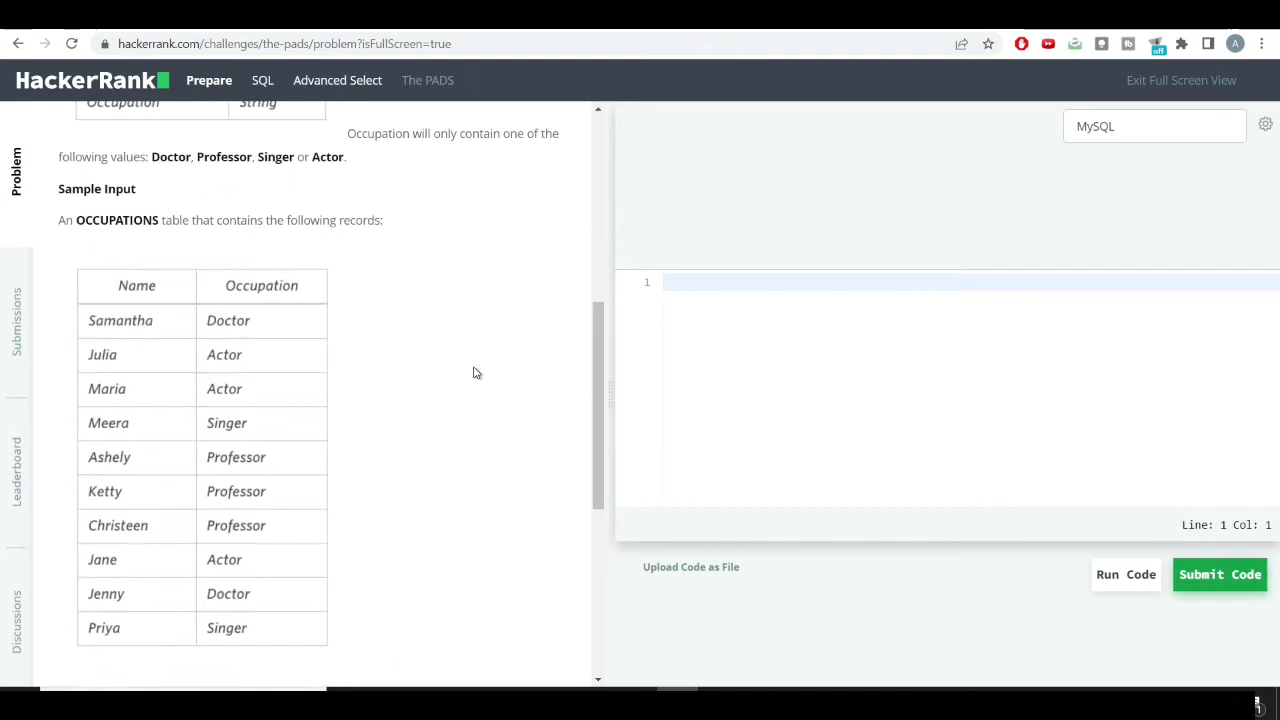 hackerrank.com/challenges/the-pads/problem?isFullScreen=true
off
A
HackerRank
Prepare
SQL
Advanced Select
The PADS
Exit Full Screen View
Problem
Submissions
Leaderboard
Discussions
Occupation String
Occupation will only contain one of the
following values: Doctor, Professor, Singer or Actor.
Sample Input
An OCCUPATIONS table that contains the following records:
Name Occupation
Samantha Doctor
Julia Actor
Maria Actor
Meera Singer
Ashely Professor
Ketty Professor
Christeen Professor
Jane Actor
Jenny Doctor
Priya Singer
MySQL
1
Line: 1 Col: 1
Upload Code as File
Run Code
Submit Code